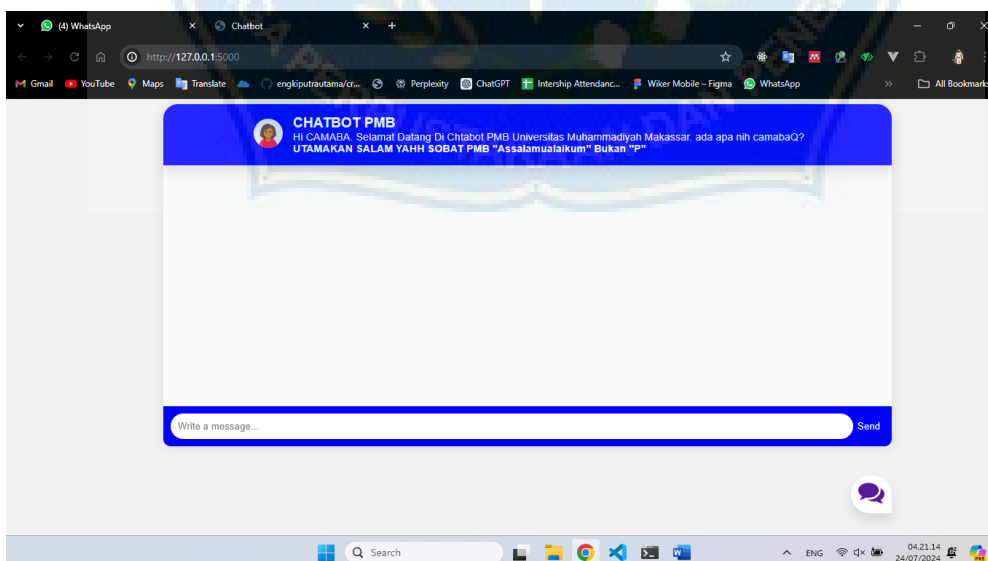 (4) WhatsApp
Chatbot
http://127.0.0.1:5000
Gmail
YouTube
Maps
Translate
engkiputrautama/cr...
Perplexity
ChatGPT
Intership Attendanc...
Wiker Mobile – Figma
WhatsApp
All Bookmarks
CHATBOT PMB
Hi CAMABA. Selamat Datang Di Chtabot PMB Universitas Muhammadiyah Makassar. ada apa nih camabaQ?
UTAMAKAN SALAM YAHH SOBAT PMB "Assalamualaikum" Bukan "P"
Write a message...
Send
Search
ENG
04.21.14
24/07/2024